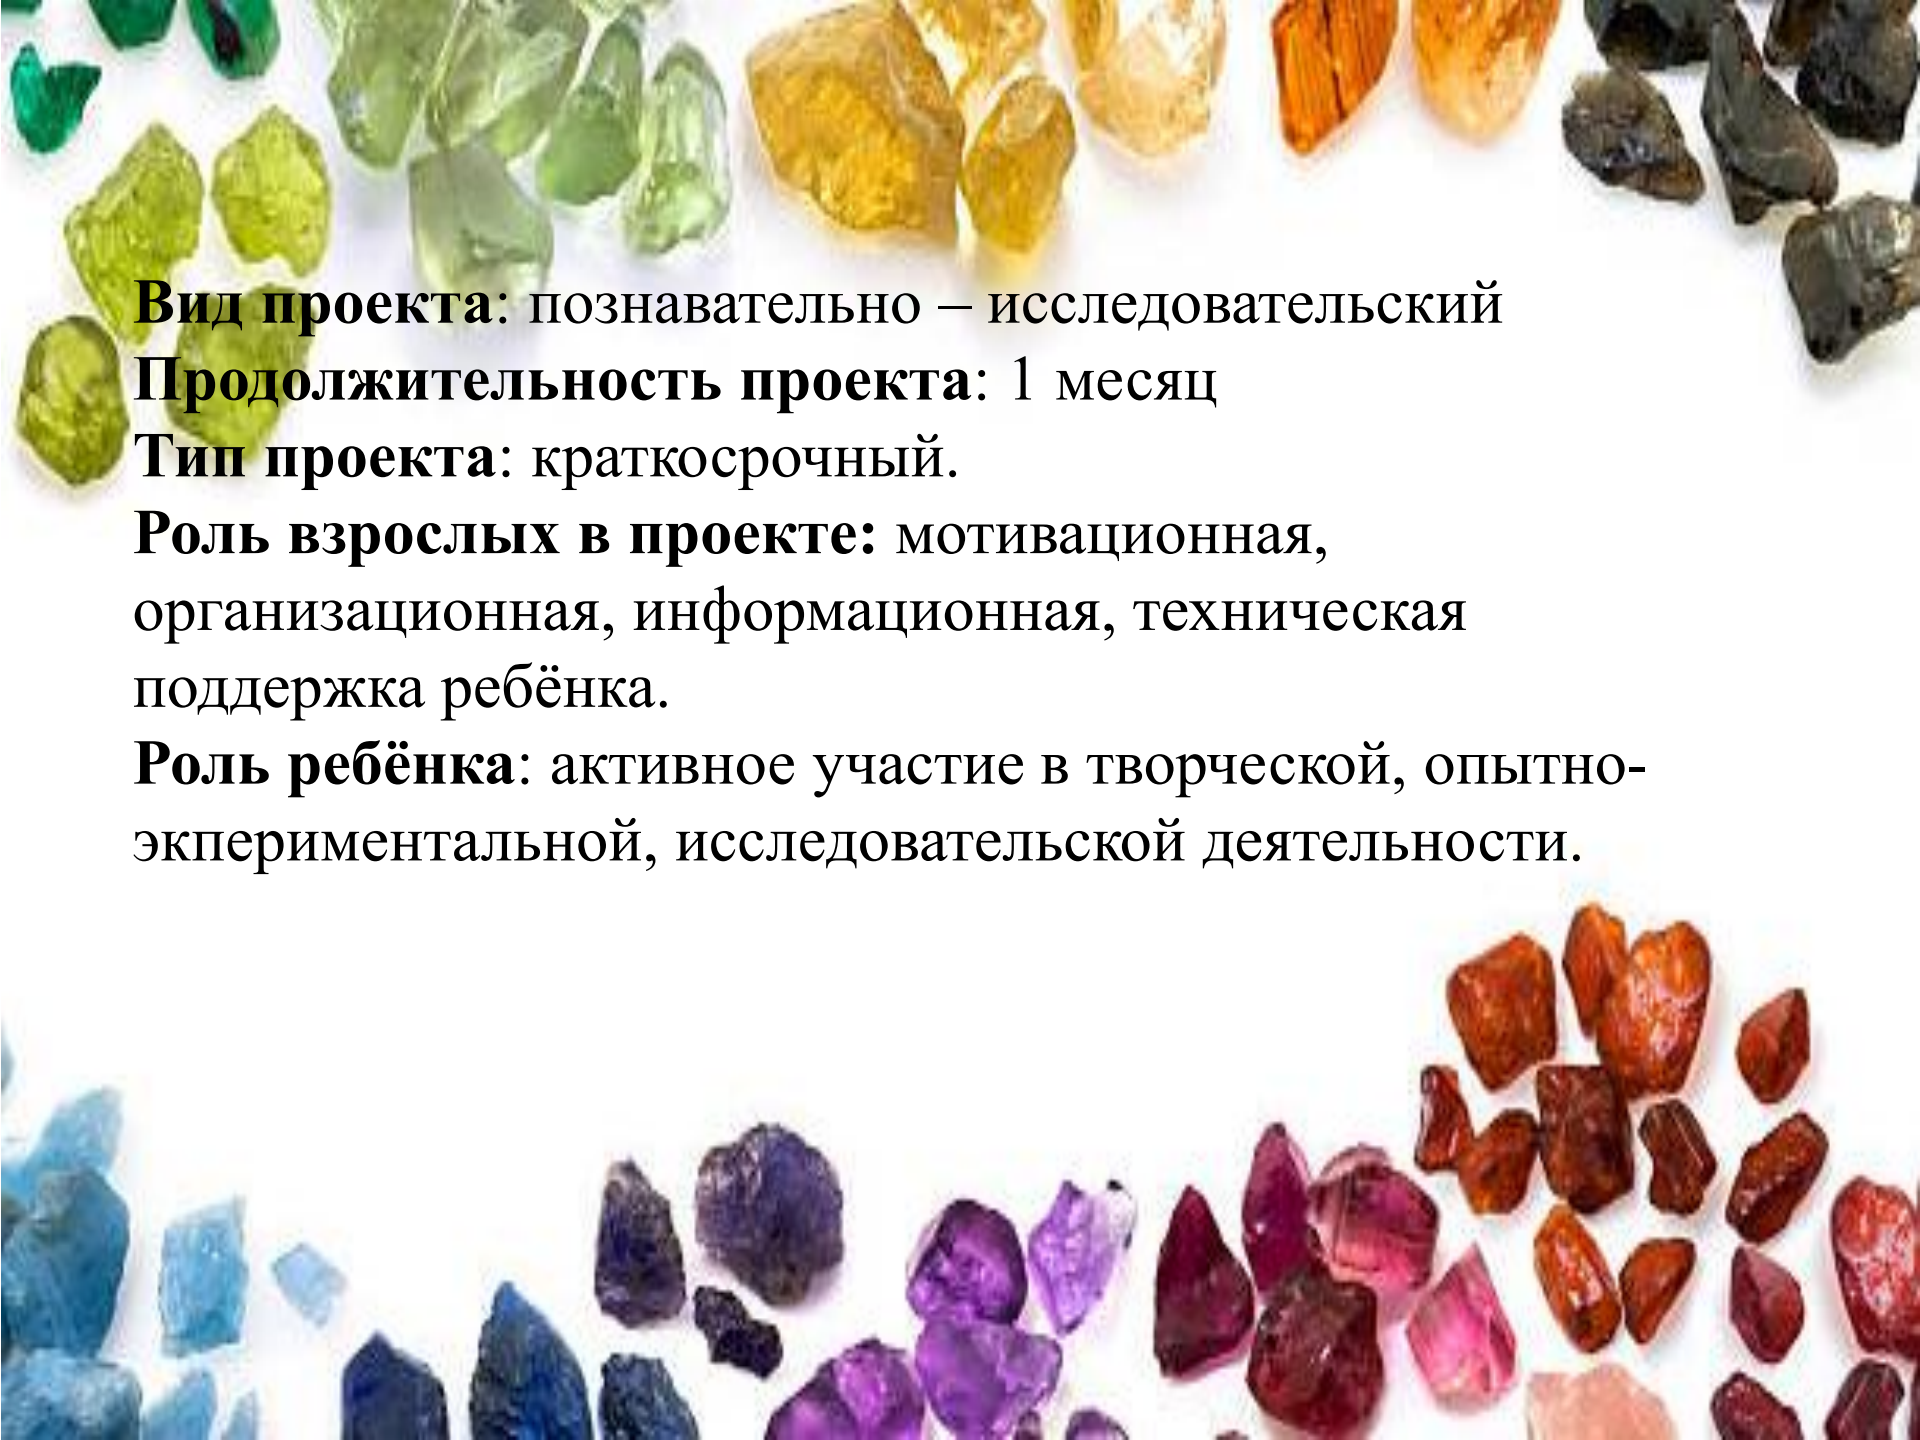 Вид проекта: познавательно – исследовательский
Продолжительность проекта: 1 месяц
Тип проекта: краткосрочный.
Роль взрослых в проекте: мотивационная,
организационная, информационная, техническая
поддержка ребёнка.
Роль ребёнка: активное участие в творческой, опытно-
экпериментальной, исследовательской деятельности.